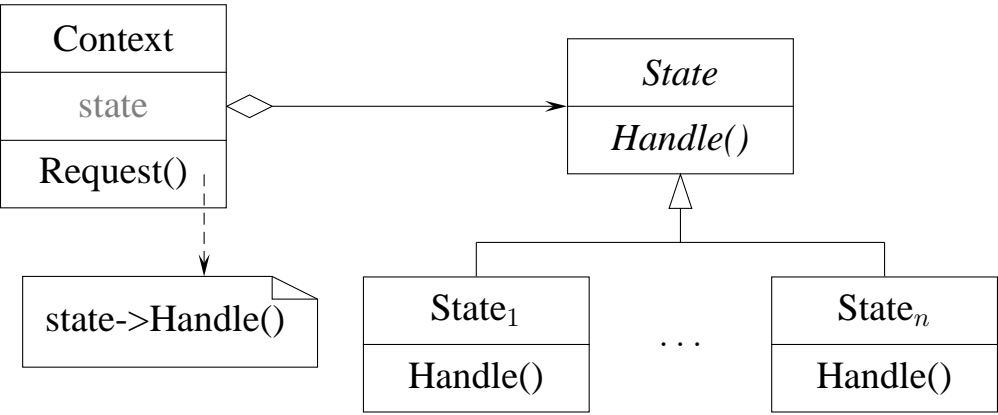 Context
state
Request()
state->Handle()
State
Handle()
State₁
Handle()
. . .
Stateₙ
Handle()